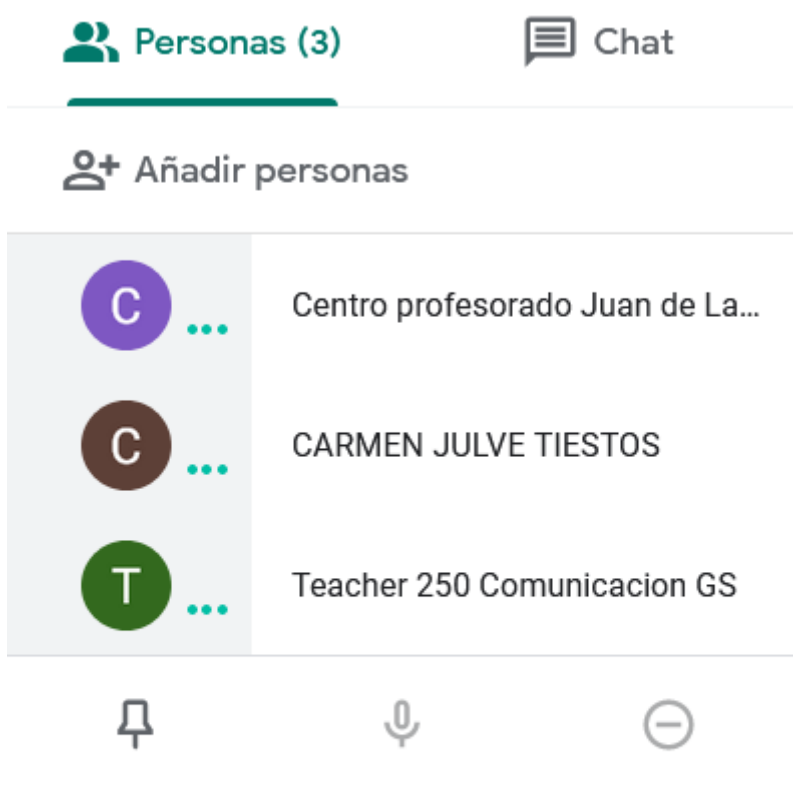 Personas (3)
Chat
Añadir personas
C
Centro profesorado Juan de La...
C
CARMEN JULVE TIESTOS
T
Teacher 250 Comunicacion GS